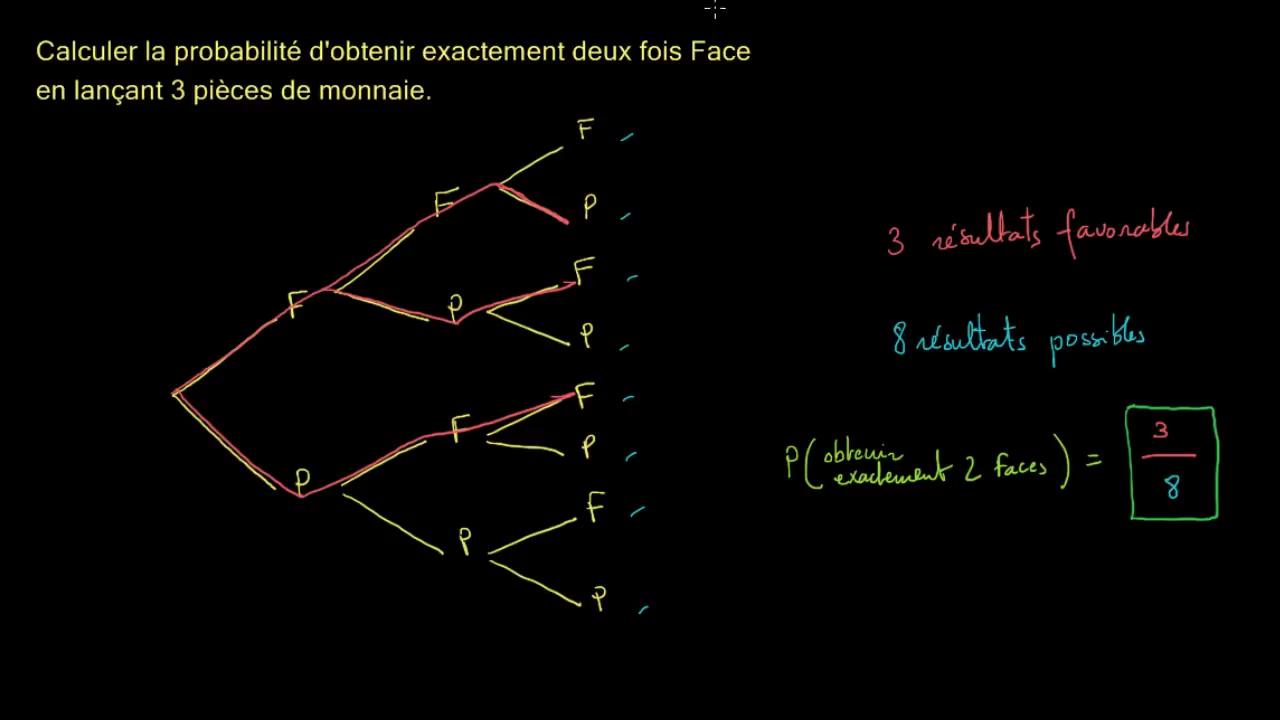 Calculer la probabilité d'obtenir exactement deux fois Face
en lançant 3 pièces de monnaie.
F
F
P
F
F
P
P
F
F
P
P
F
P
P
3 résultats favorables
8 résultats possibles
P(obtenir exactement 2 faces) = 3/8